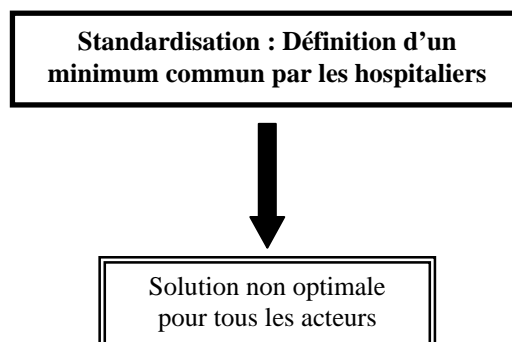 Standardisation : Définition d’un
minimum commun par les hospitaliers
Solution non optimale
pour tous les acteurs